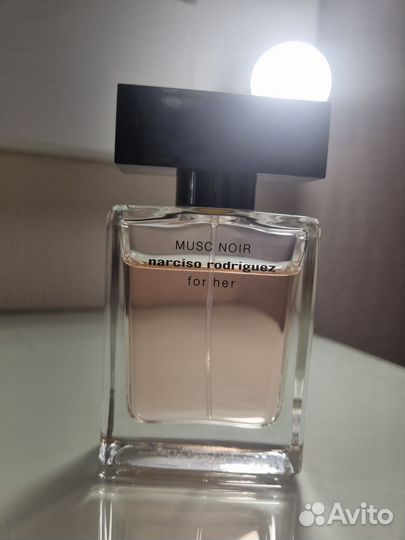 MUSC NOIR
narciso rodriguez
for her
Avito